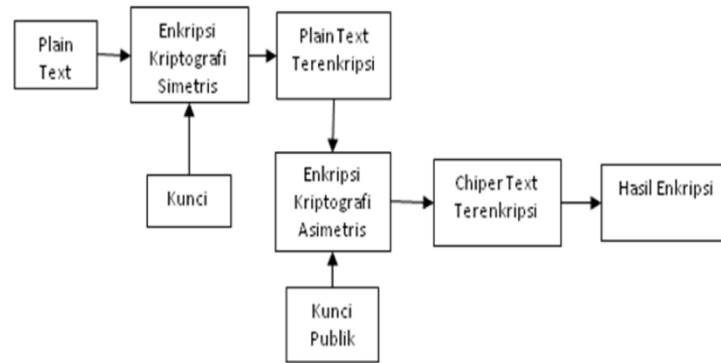 Plain
Text
Enkripsi
Kriptografi
Simetris
Plain Text
Terenkripsi
Kunci
Enkripsi
Kriptografi
Asimetris
Chiper Text
Terenkripsi
Hasil Enkripsi
Kunci
Publik